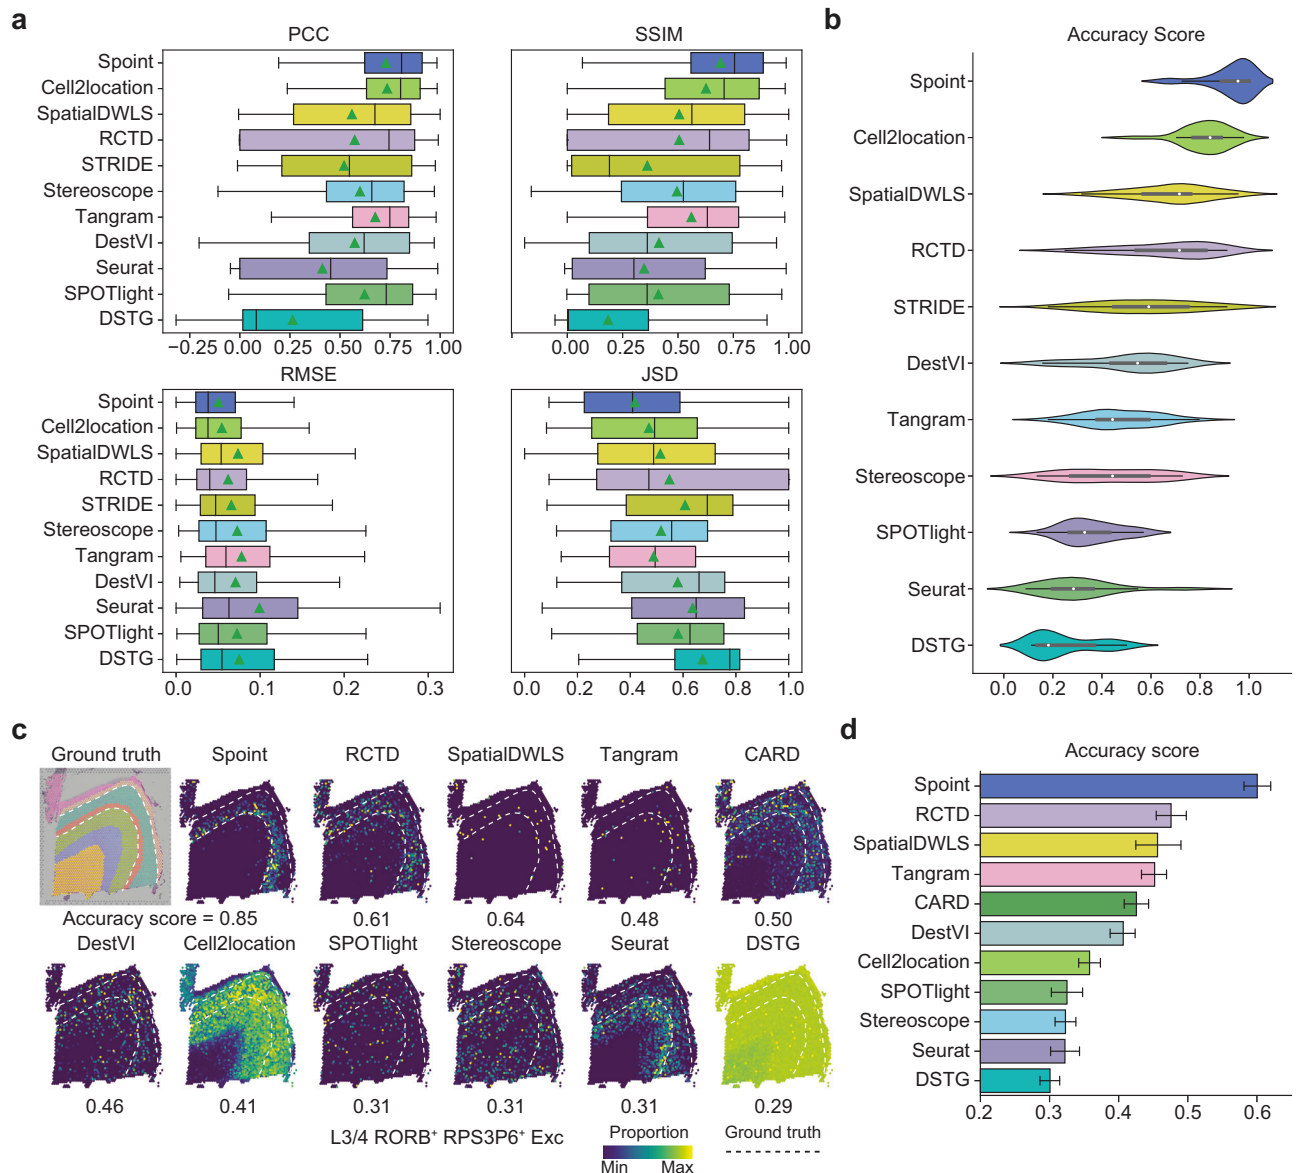 a
PCC
SSIM
Spoint
Cell2location
SpatialDWLS
RCTD
STRIDE
Stereoscope
Tangram
DestVI
Seurat
SPOTlight
DSTG
−0.25 0.00 0.25 0.50 0.75 1.00
0.00 0.25 0.50 0.75 1.00
RMSE
JSD
Spoint
Cell2location
SpatialDWLS
RCTD
STRIDE
Stereoscope
Tangram
DestVI
Seurat
SPOTlight
DSTG
0.0 0.1 0.2 0.3
0.0 0.2 0.4 0.6 0.8 1.0
b
Accuracy Score
Spoint
Cell2location
SpatialDWLS
RCTD
STRIDE
DestVI
Tangram
Stereoscope
SPOTlight
Seurat
DSTG
0.0 0.2 0.4 0.6 0.8 1.0
c
Ground truth Spoint RCTD SpatialDWLS Tangram CARD
Accuracy score = 0.85 0.61 0.64 0.48 0.50
DestVI Cell2location SPOTlight Stereoscope Seurat DSTG
0.46 0.41 0.31 0.31 0.31 0.29
L3/4 RORB⁺ RPS3P6⁺ Exc
Proportion
Min Max
Ground truth
d
Accuracy score
Spoint
RCTD
SpatialDWLS
Tangram
CARD
DestVI
Cell2location
SPOTlight
Stereoscope
Seurat
DSTG
0.2 0.3 0.4 0.5 0.6